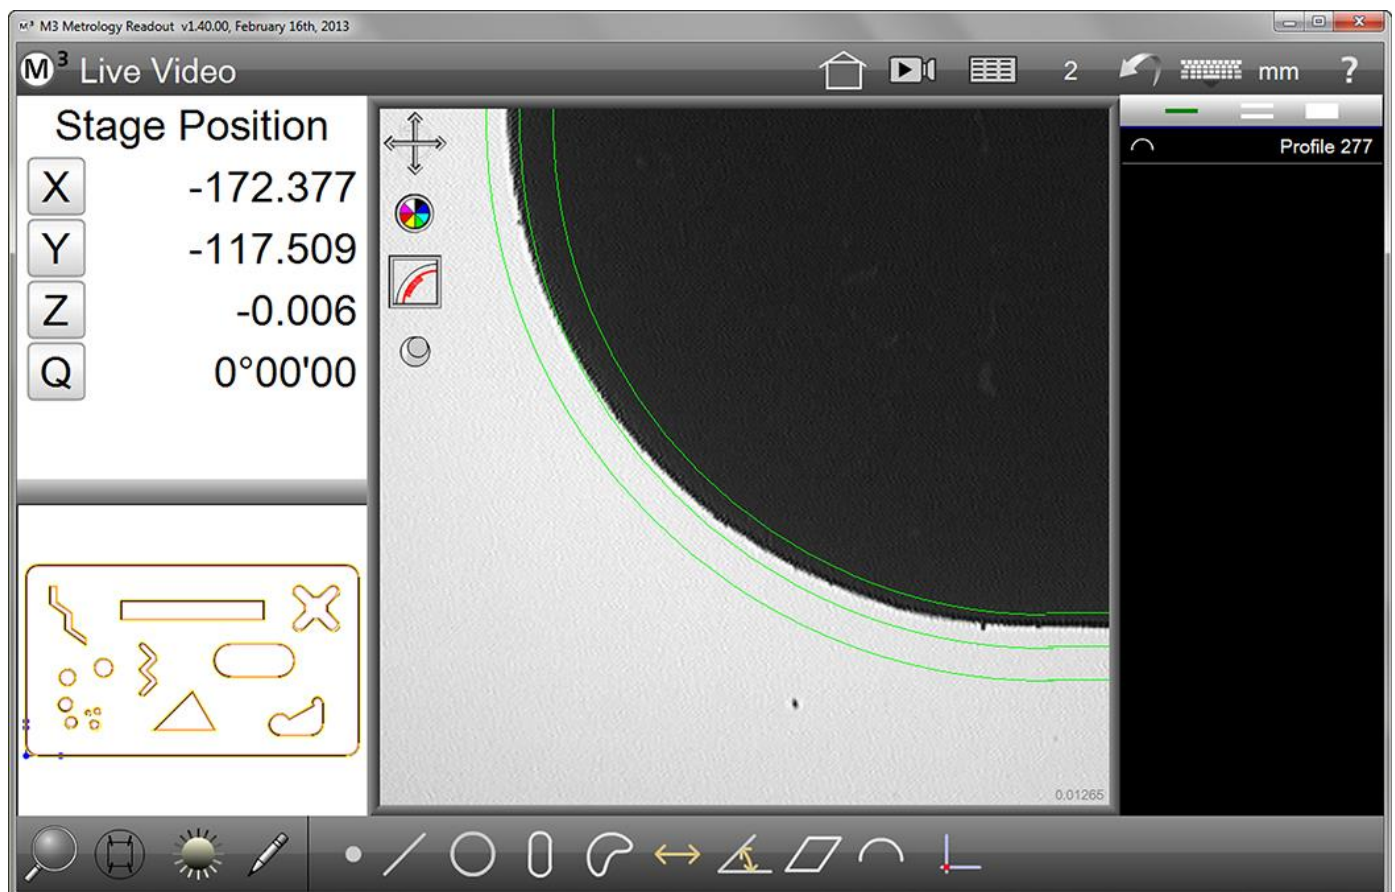 M³ M3 Metrology Readout v1.40.00, February 16th, 2013
M³ Live Video
2
mm
?
Stage Position
X -172.377
Y -117.509
Z -0.006
Q 0°00'00
Profile 277
0.01265